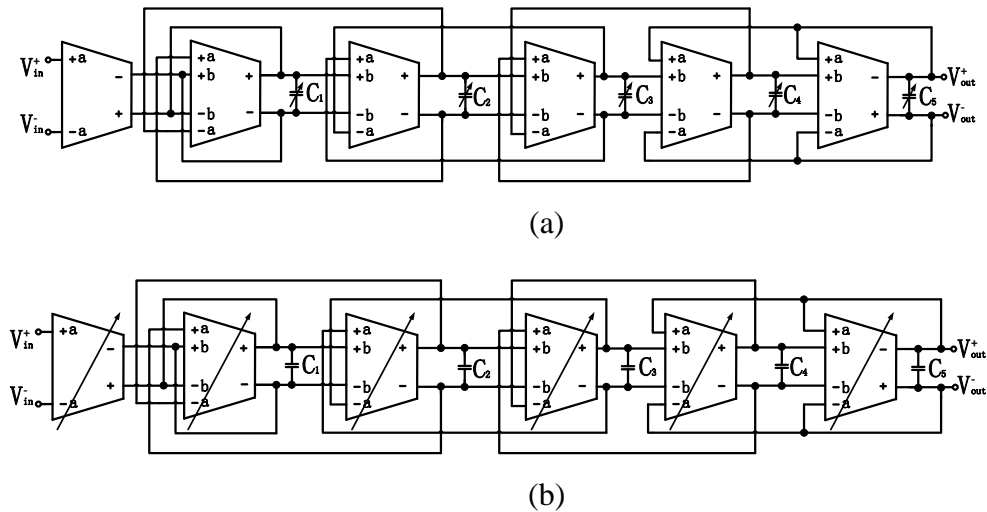 V⁺in +a +a +a +a +a +a
− +b + +b + +b + +b + +b − V⁺out
C₁ C₂ C₃ C₄ C₅
+ −b − −b − −b − −b − −b + V⁻out
V⁻in −a −a −a −a −a −a
(a)
V⁺in +a +a +a +a +a +a
− +b + +b + +b + +b + +b − V⁺out
C₁ C₂ C₃ C₄ C₅
+ −b − −b − −b − −b − −b + V⁻out
V⁻in −a −a −a −a −a −a
(b)